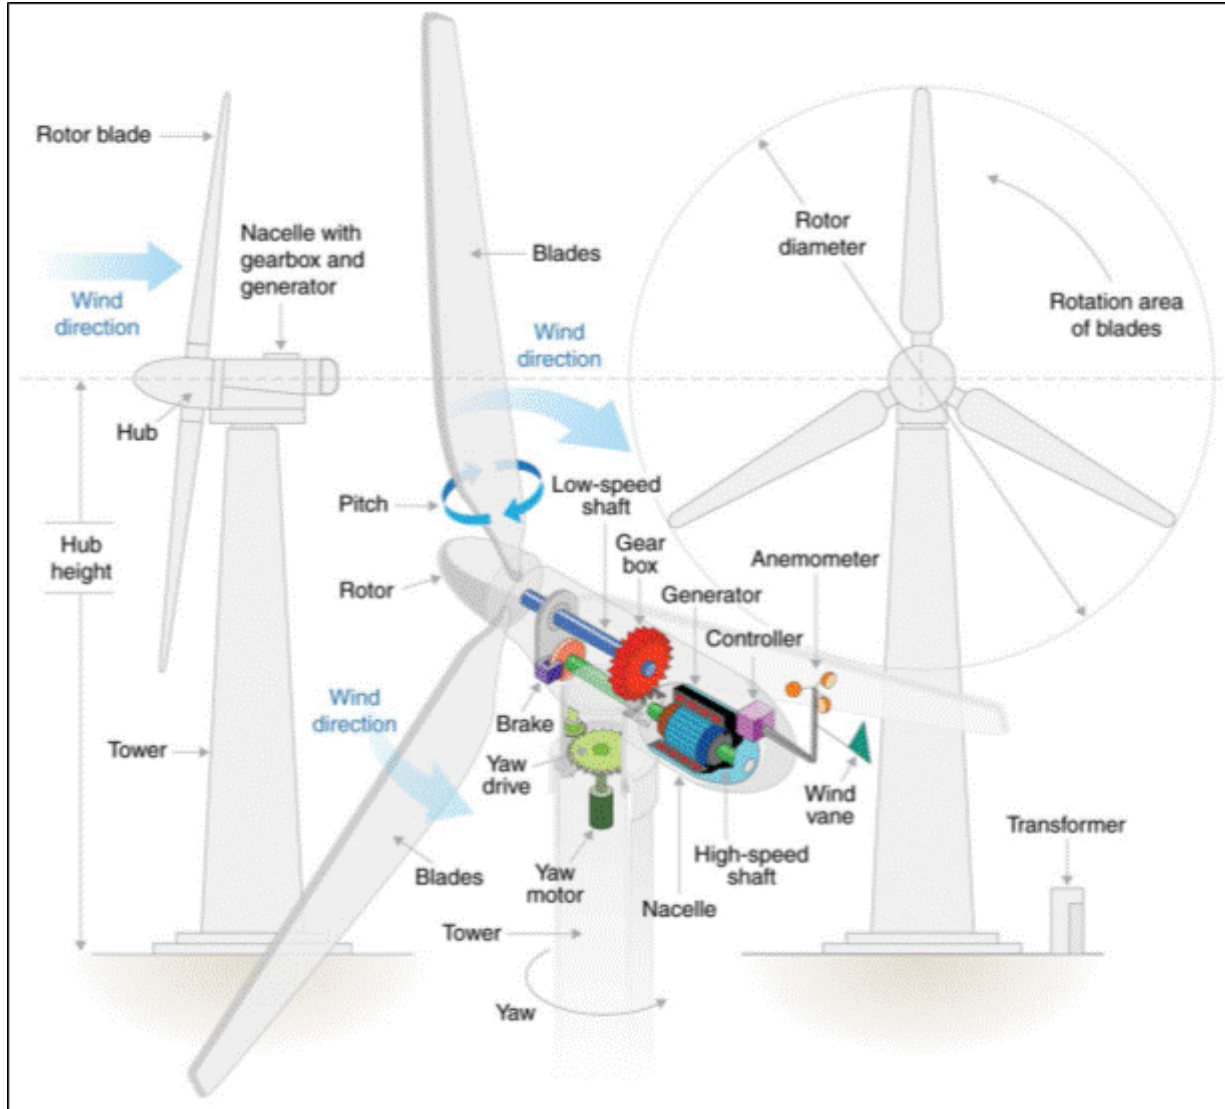 Rotor blade
Nacelle with
gearbox and
generator
Wind
direction
Hub
Hub
height
Tower
Blades
Wind
direction
Pitch
Low-speed
shaft
Gear
box
Rotor
Generator
Controller
Anemometer
Brake
Wind
direction
Yaw
drive
Wind
vane
Blades
Yaw
motor
High-speed
shaft
Nacelle
Tower
Yaw
Rotor
diameter
Rotation area
of blades
Transformer